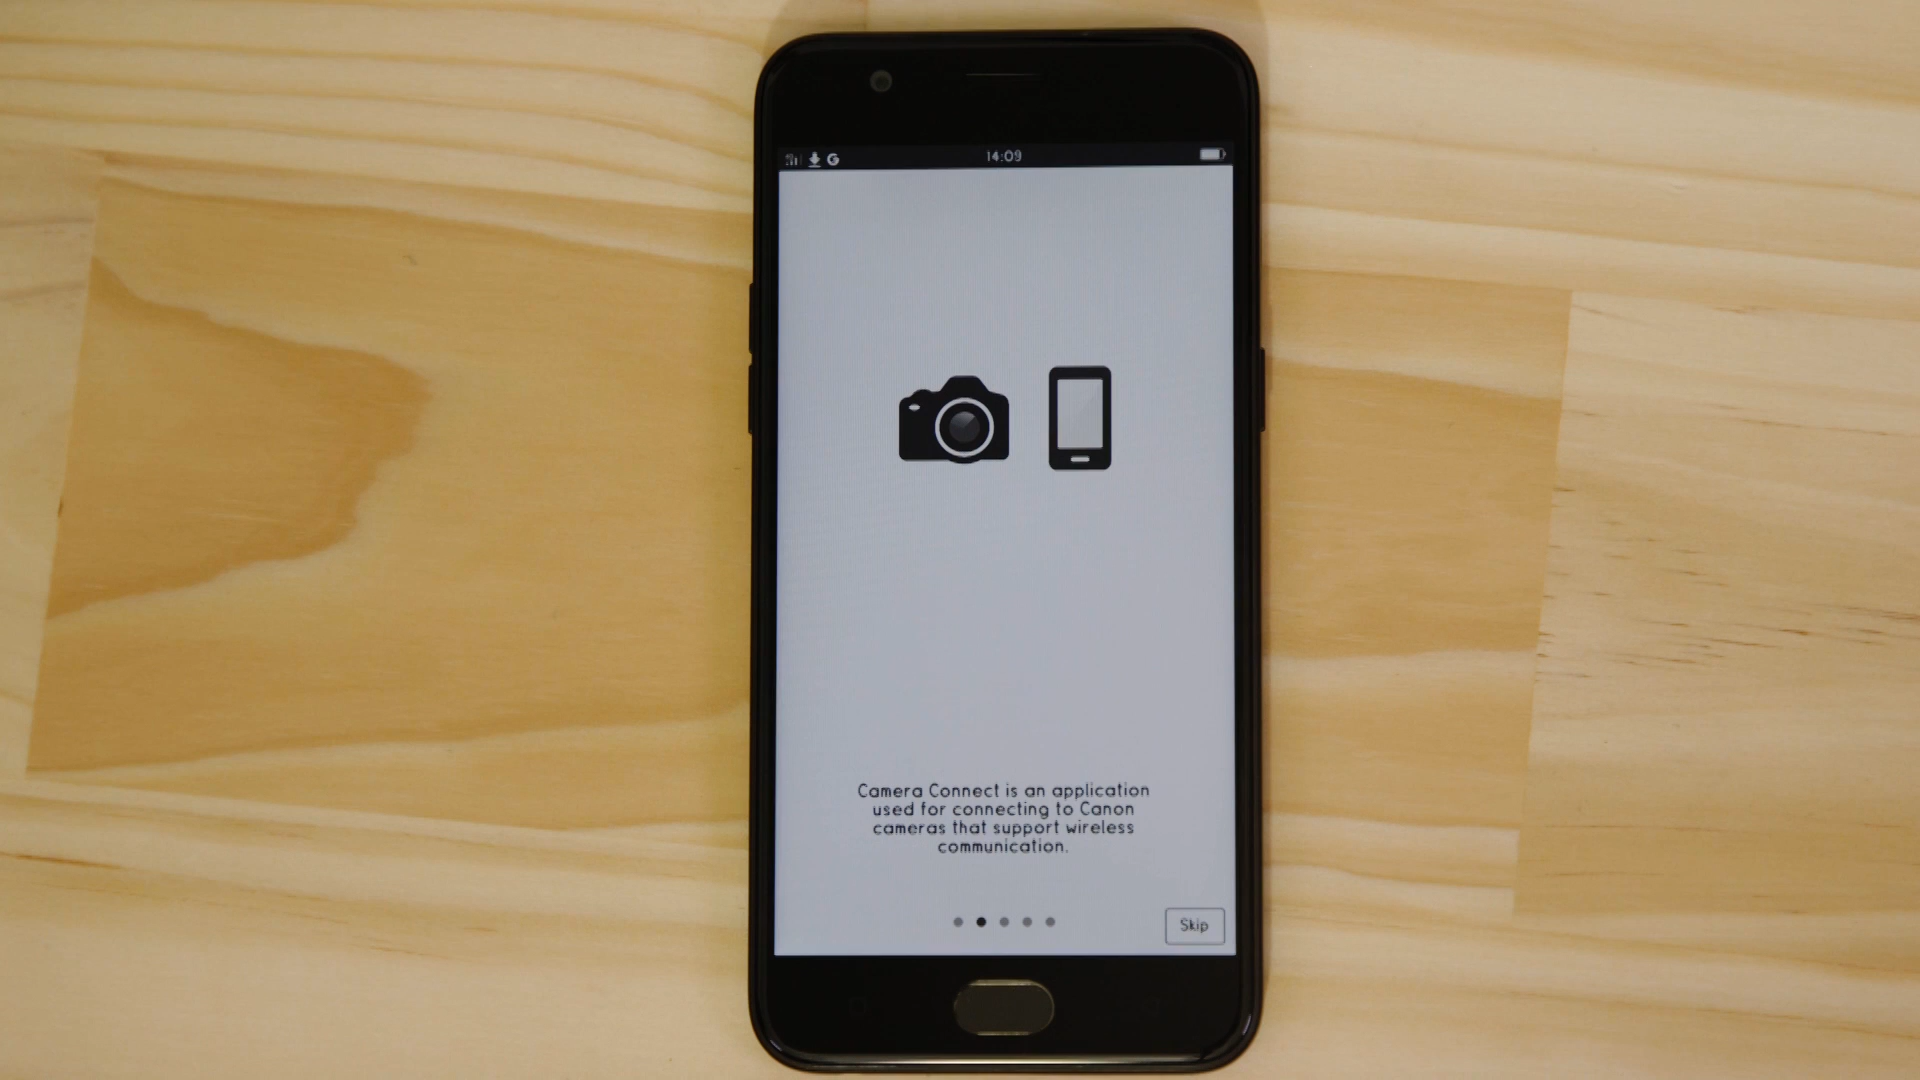 14:09
Camera Connect is an application
used for connecting to Canon
cameras that support wireless
communication.
Skip